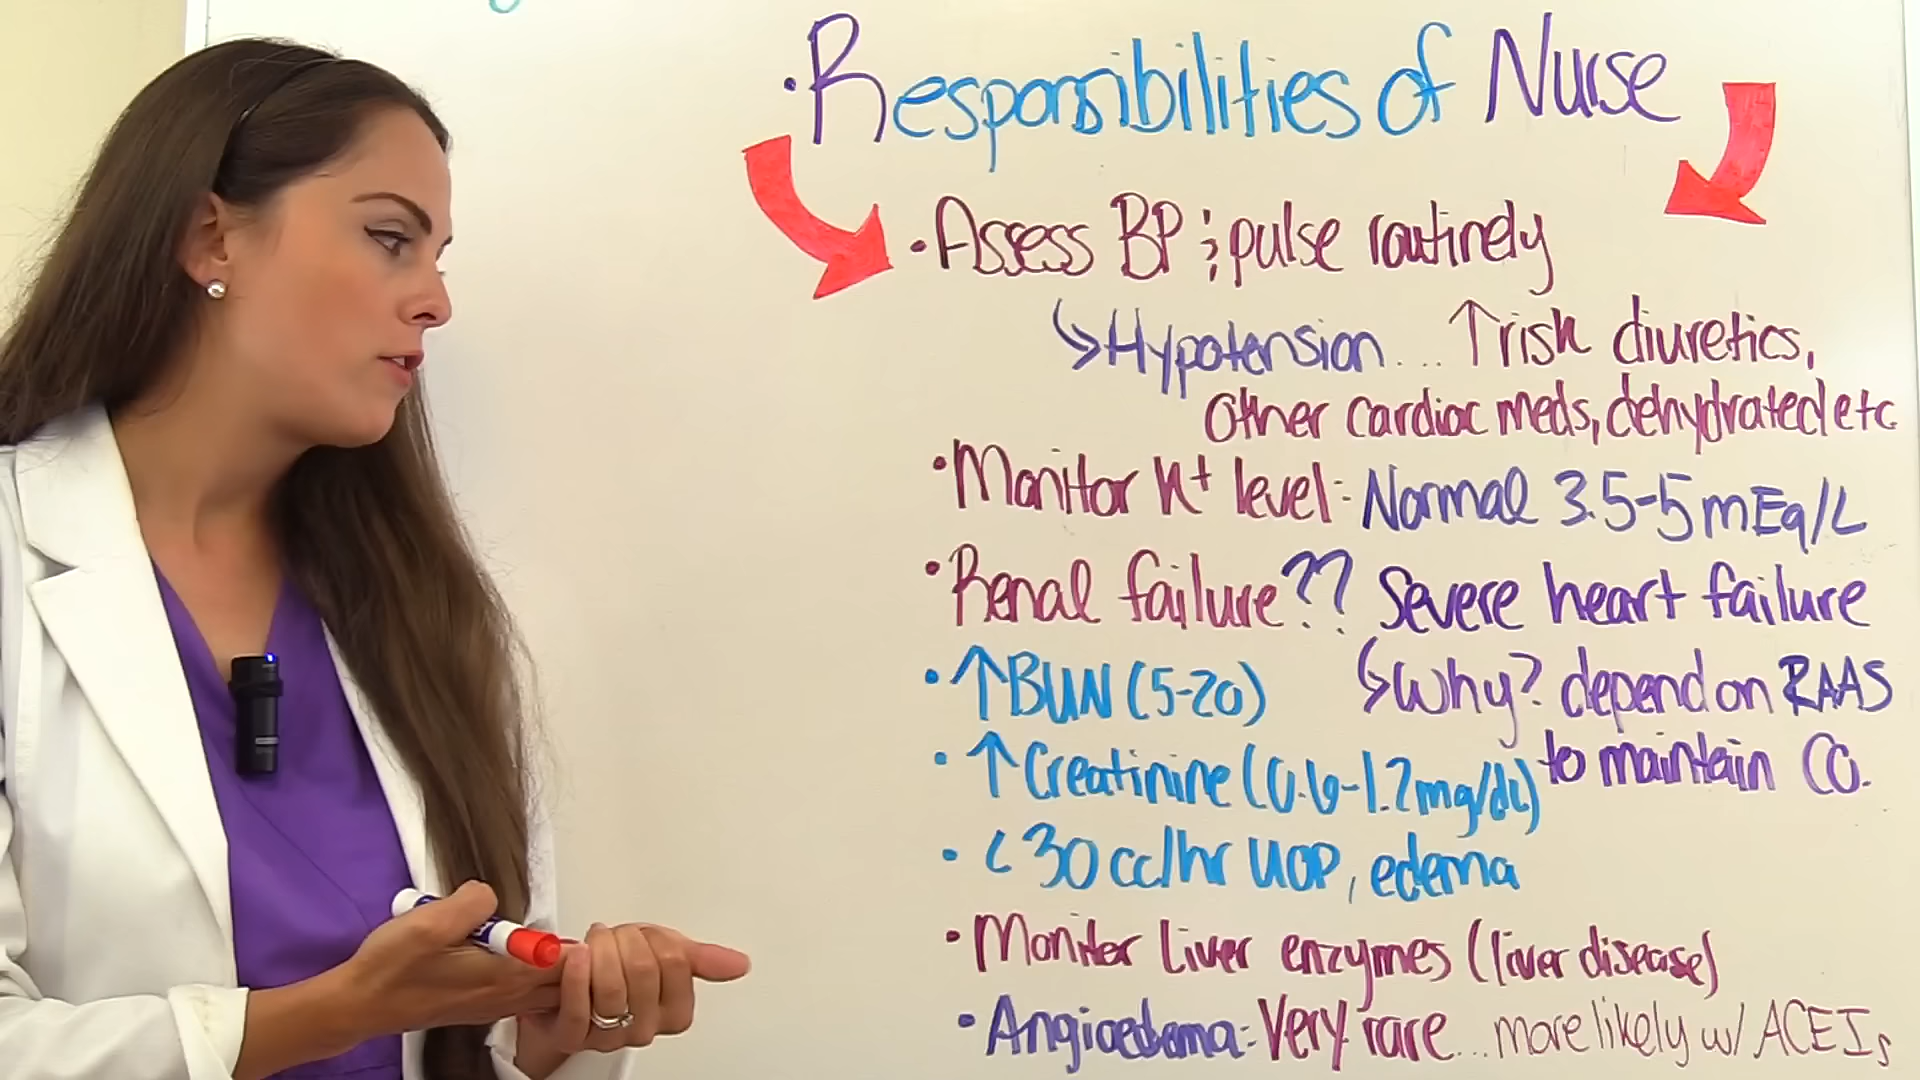 · Responsibilities of Nurse
· Assess BP & pulse routinely
↳ Hypotension... ↑ risk diuretics,
other cardiac meds, dehydrated etc
· Monitor K+ level: Normal 3.5-5 mEq/L
· Renal failure?? Severe heart failure
↳ Why? depend on RAAS
to maintain CO.
· ↑ BUN (5-20)
· ↑ Creatinine (0.6-1.2 mg/dL)
· < 30 cc/hr UOP, edema
· Monitor liver enzymes (liver disease)
· Angioedema: Very rare... more likely w/ ACEIs